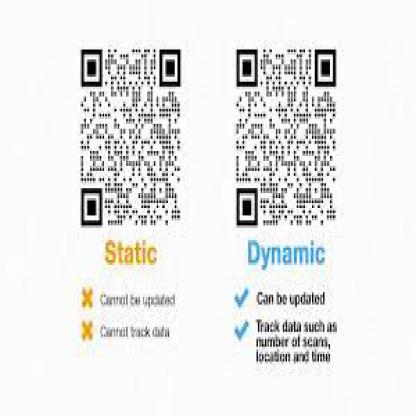 Static
Cannot be updated
Cannot track data
Dynamic
Can be updated
Track data such as
number of scans,
location and time